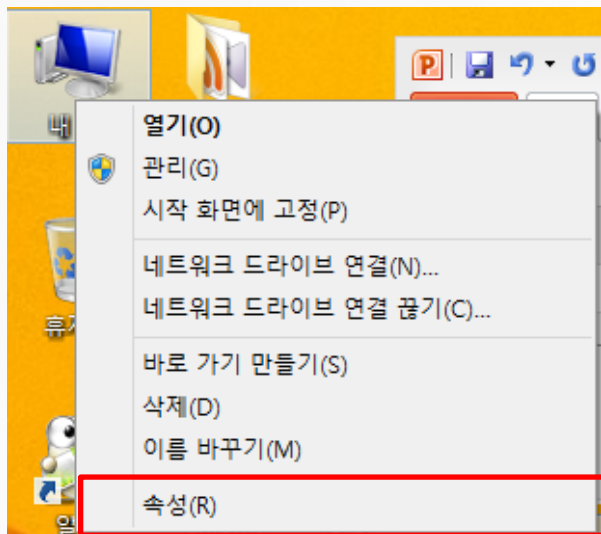 내
열기(O)
관리(G)
시작 화면에 고정(P)
네트워크 드라이브 연결(N)...
네트워크 드라이브 연결 끊기(C)...
바로 가기 만들기(S)
삭제(D)
이름 바꾸기(M)
속성(R)